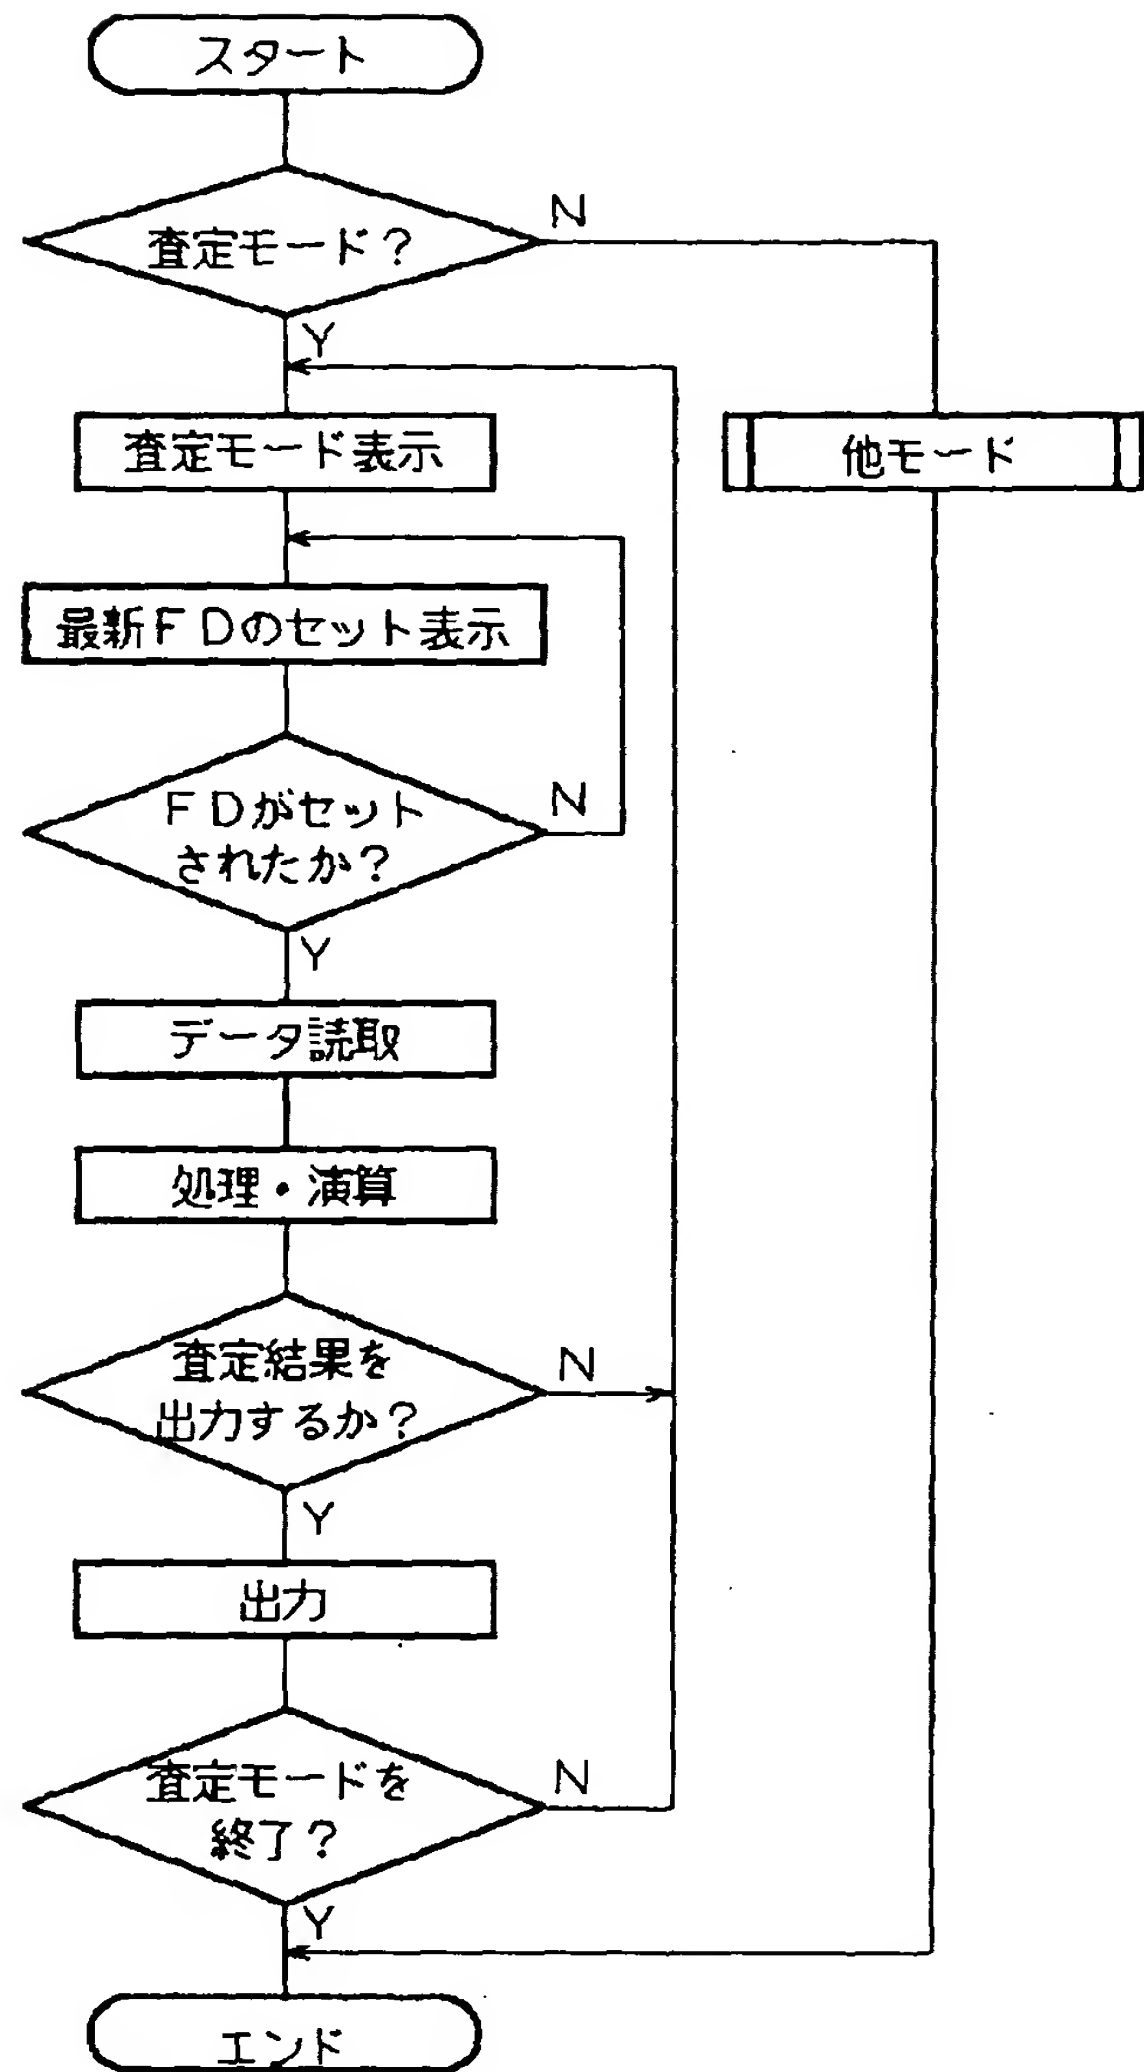 スタート
査定モード?
N
Y
査定モード表示
他モード
最新FDのセット表示
FDがセット
されたか?
N
Y
データ読取
処理・演算
査定結果を
出力するか?
N
Y
出力
査定モードを
終了?
N
Y
エンド